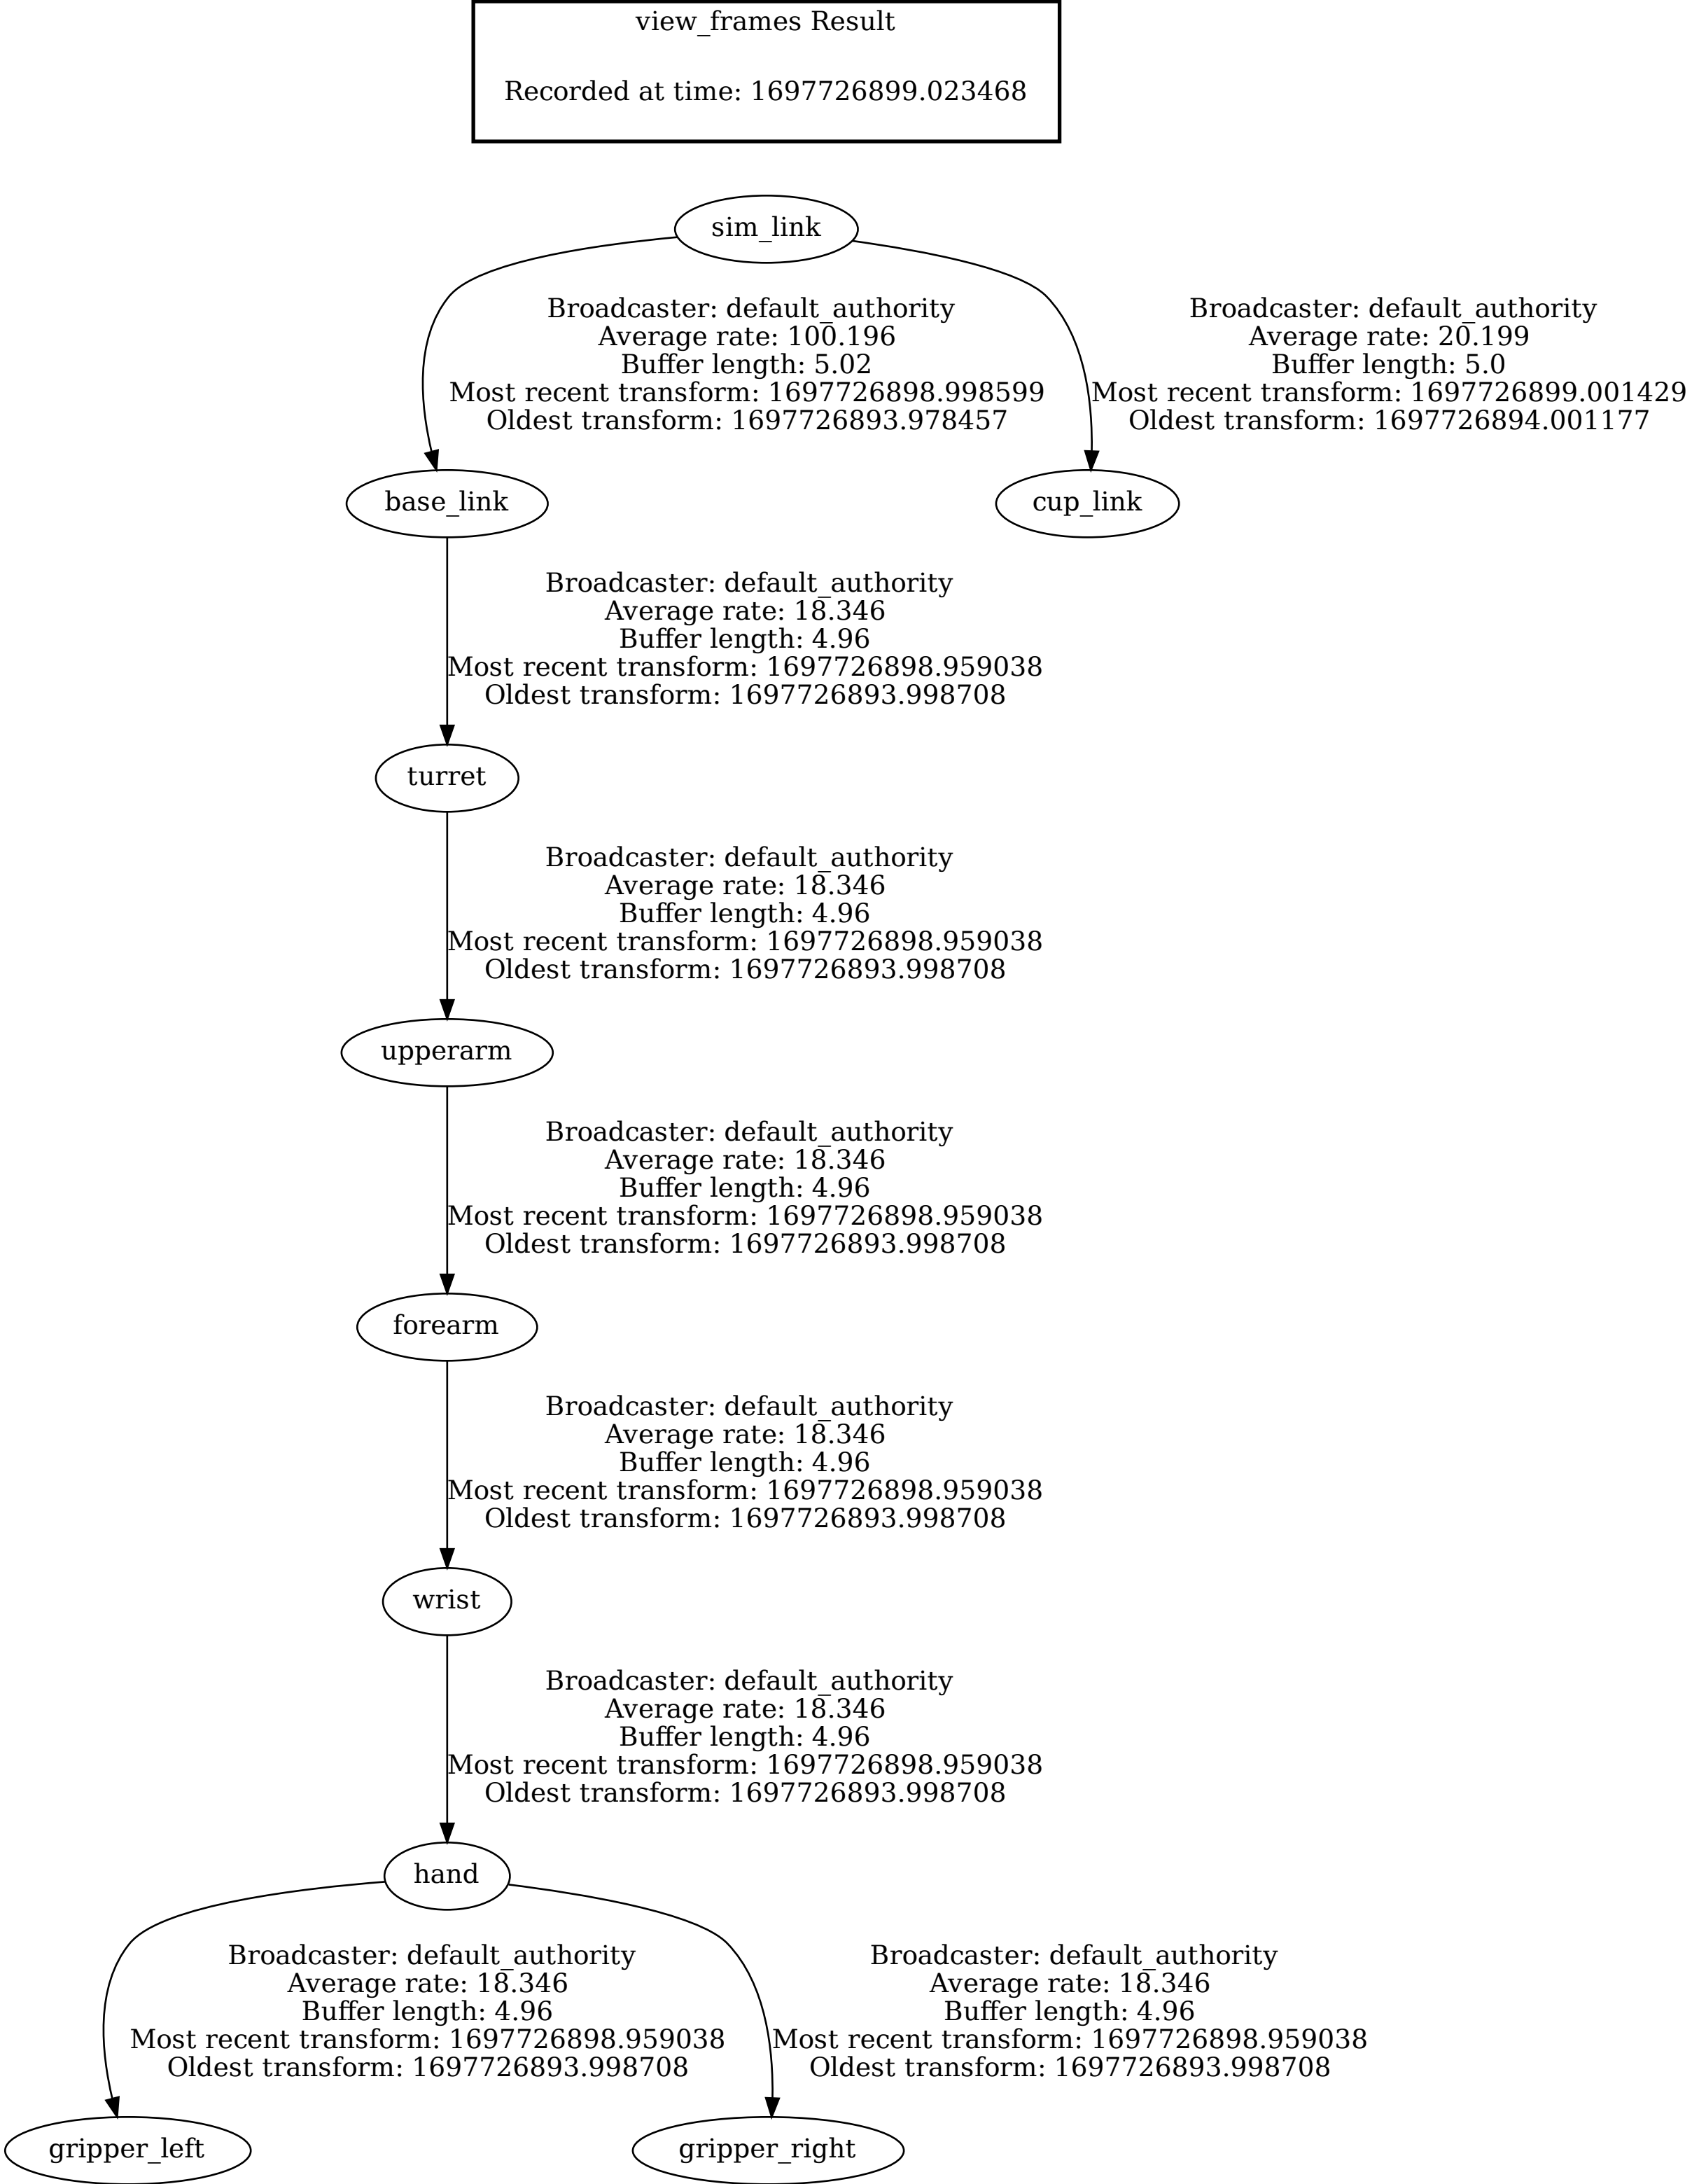 view_frames Result
Recorded at time: 1697726899.023468
sim_link
Broadcaster: default_authority
Average rate: 100.196
Buffer length: 5.02
Most recent transform: 1697726898.998599
Oldest transform: 1697726893.978457
Broadcaster: default_authority
Average rate: 20.199
Buffer length: 5.0
Most recent transform: 1697726899.001429
Oldest transform: 1697726894.001177
base_link
cup_link
Broadcaster: default_authority
Average rate: 18.346
Buffer length: 4.96
Most recent transform: 1697726898.959038
Oldest transform: 1697726893.998708
turret
Broadcaster: default_authority
Average rate: 18.346
Buffer length: 4.96
Most recent transform: 1697726898.959038
Oldest transform: 1697726893.998708
upperarm
Broadcaster: default_authority
Average rate: 18.346
Buffer length: 4.96
Most recent transform: 1697726898.959038
Oldest transform: 1697726893.998708
forearm
Broadcaster: default_authority
Average rate: 18.346
Buffer length: 4.96
Most recent transform: 1697726898.959038
Oldest transform: 1697726893.998708
wrist
Broadcaster: default_authority
Average rate: 18.346
Buffer length: 4.96
Most recent transform: 1697726898.959038
Oldest transform: 1697726893.998708
hand
Broadcaster: default_authority
Average rate: 18.346
Buffer length: 4.96
Most recent transform: 1697726898.959038
Oldest transform: 1697726893.998708
Broadcaster: default_authority
Average rate: 18.346
Buffer length: 4.96
Most recent transform: 1697726898.959038
Oldest transform: 1697726893.998708
gripper_left
gripper_right